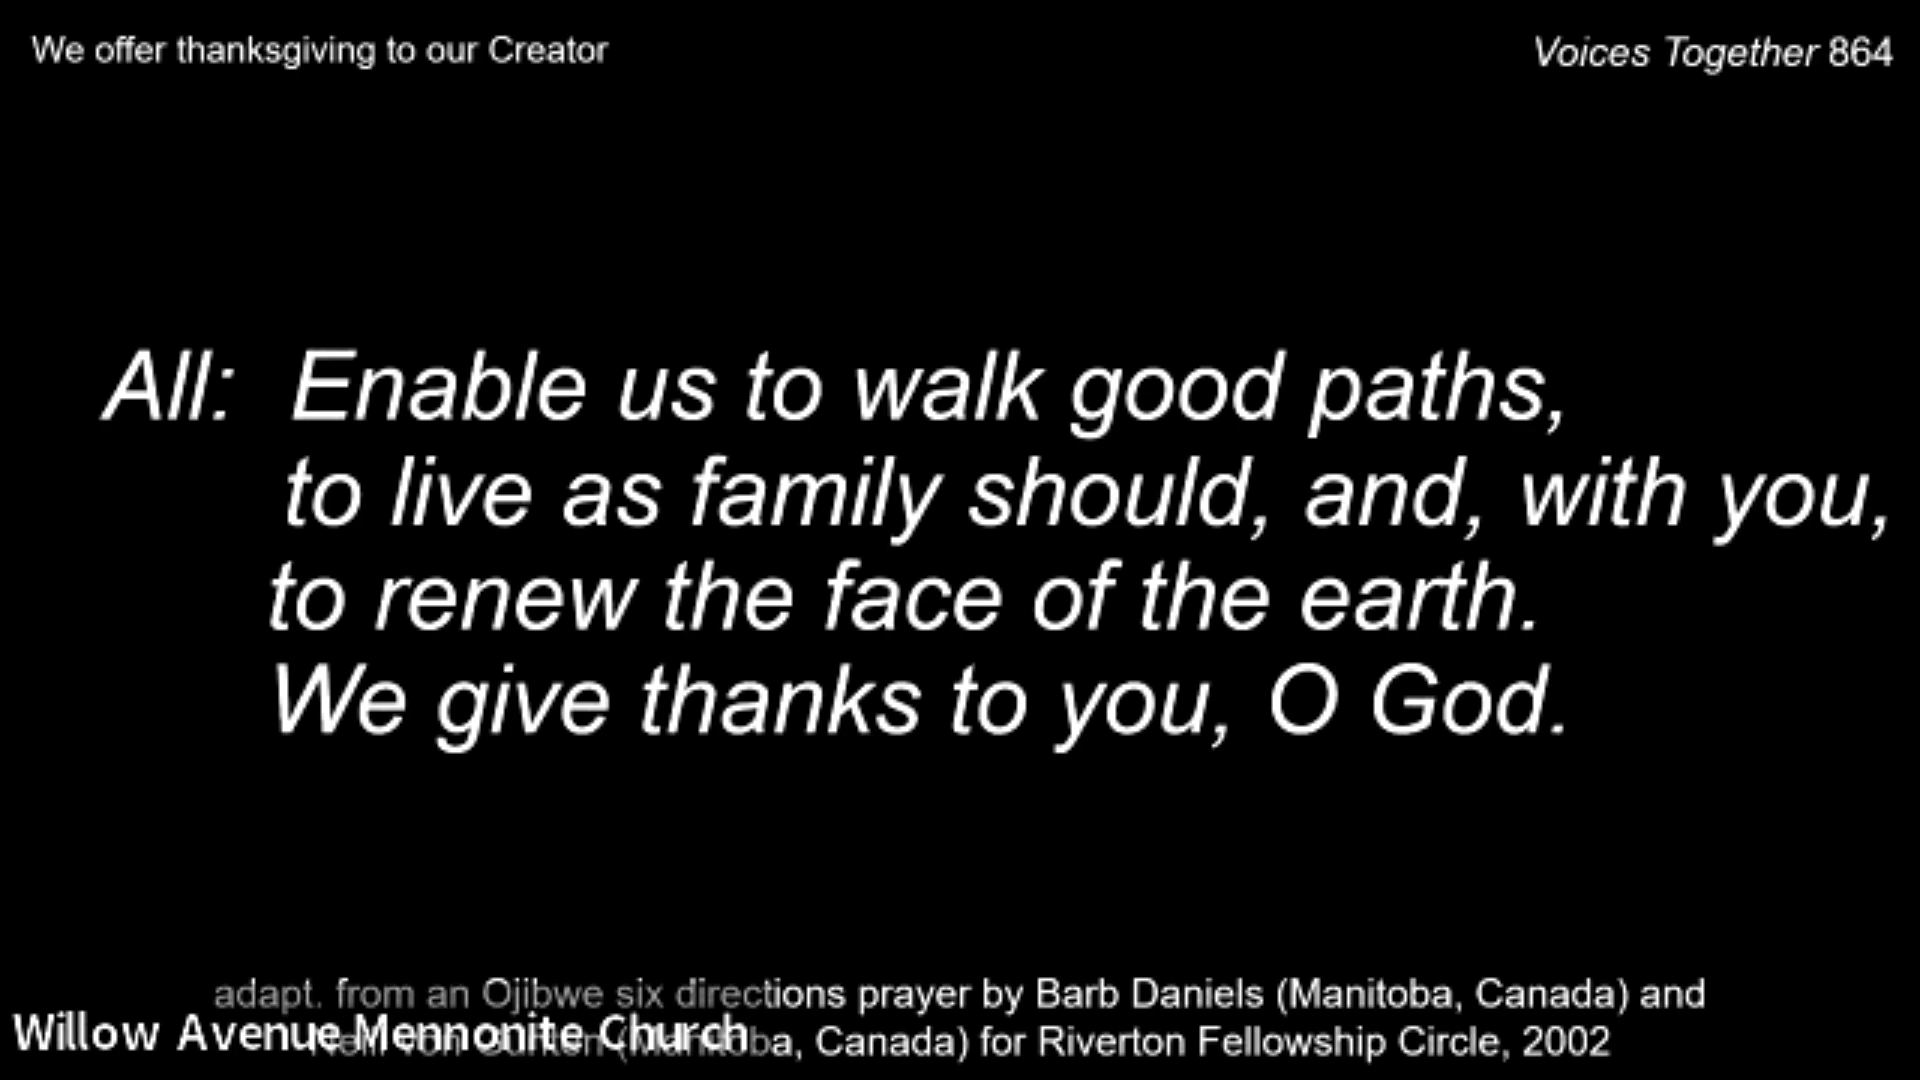 We offer thanksgiving to our Creator
Voices Together 864
All: Enable us to walk good paths,
to live as family should, and, with you,
to renew the face of the earth.
We give thanks to you, O God.
adapt. from an Ojibwe six directions prayer by Barb Daniels (Manitoba, Canada) and
(Manitoba, Canada) for Riverton Fellowship Circle, 2002
Willow Avenue Mennonite Church